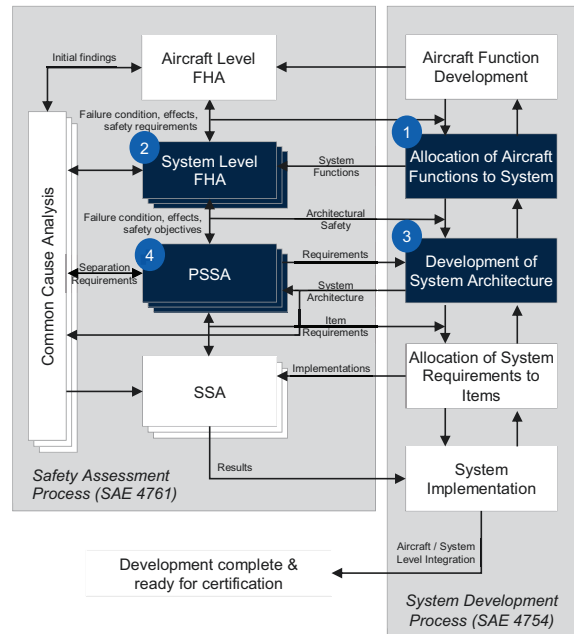 Initial findings
Aircraft Level
FHA
Aircraft Function
Development
Failure condition, effects,
safety requirements
1
2
System Level
FHA
System
Functions
Allocation of Aircraft
Functions to System
Failure condition, effects,
safety objectives
Architectural
Safety
3
4
Common Cause Analysis
Separation
Requirements
PSSA
Requirements
Development of
System Architecture
System
Architecture
Item
Requirements
Allocation of System
Requirements to
Items
Implementations
SSA
Results
System
Implementation
Safety Assessment
Process (SAE 4761)
Aircraft / System
Level Integration
Development complete &
ready for certification
System Development
Process (SAE 4754)